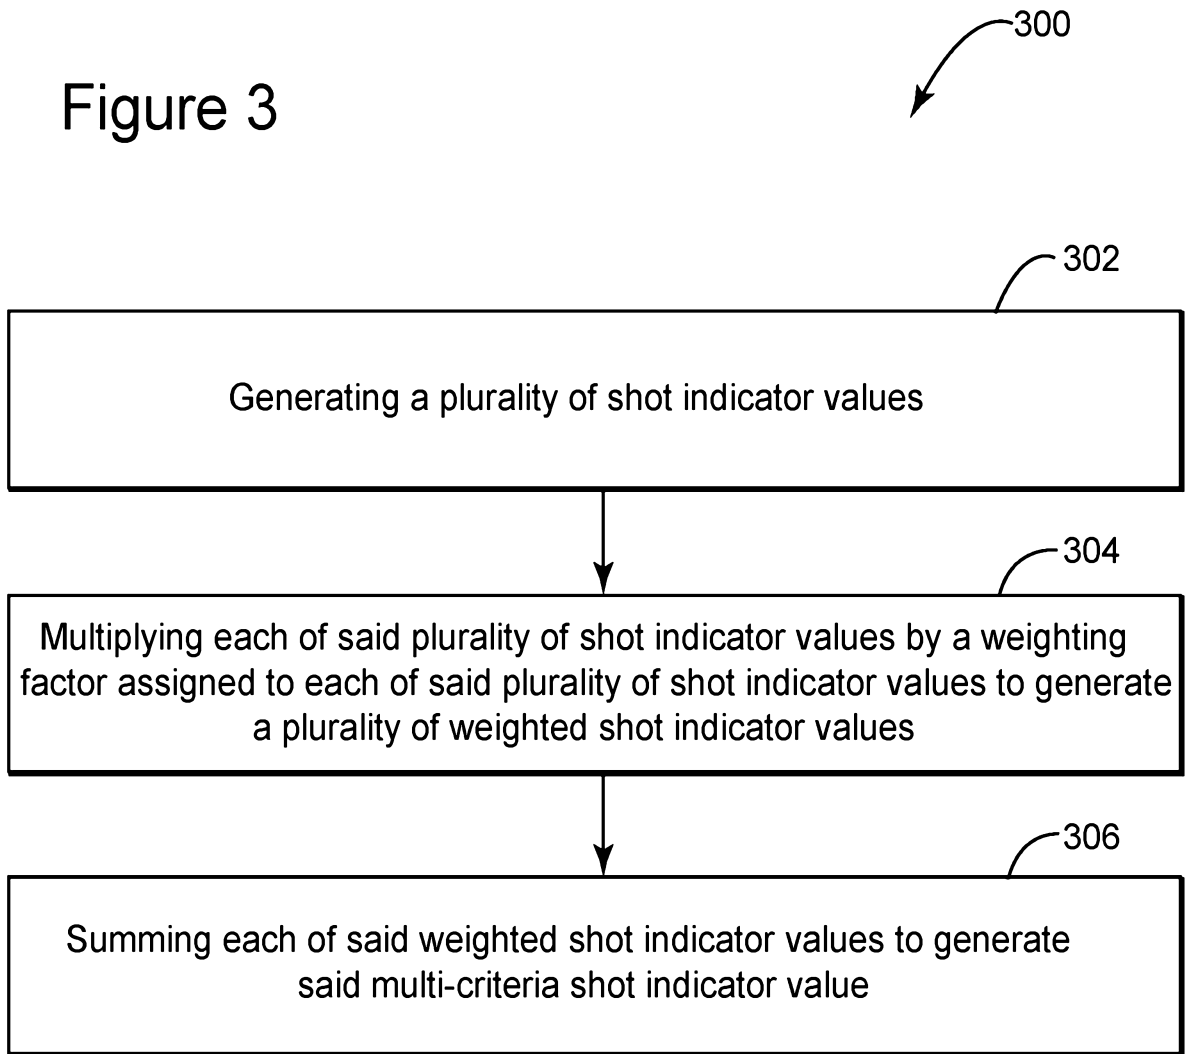 300
Figure 3
302
Generating a plurality of shot indicator values
304
Multiplying each of said plurality of shot indicator values by a weighting
factor assigned to each of said plurality of shot indicator values to generate
a plurality of weighted shot indicator values
306
Summing each of said weighted shot indicator values to generate
said multi-criteria shot indicator value